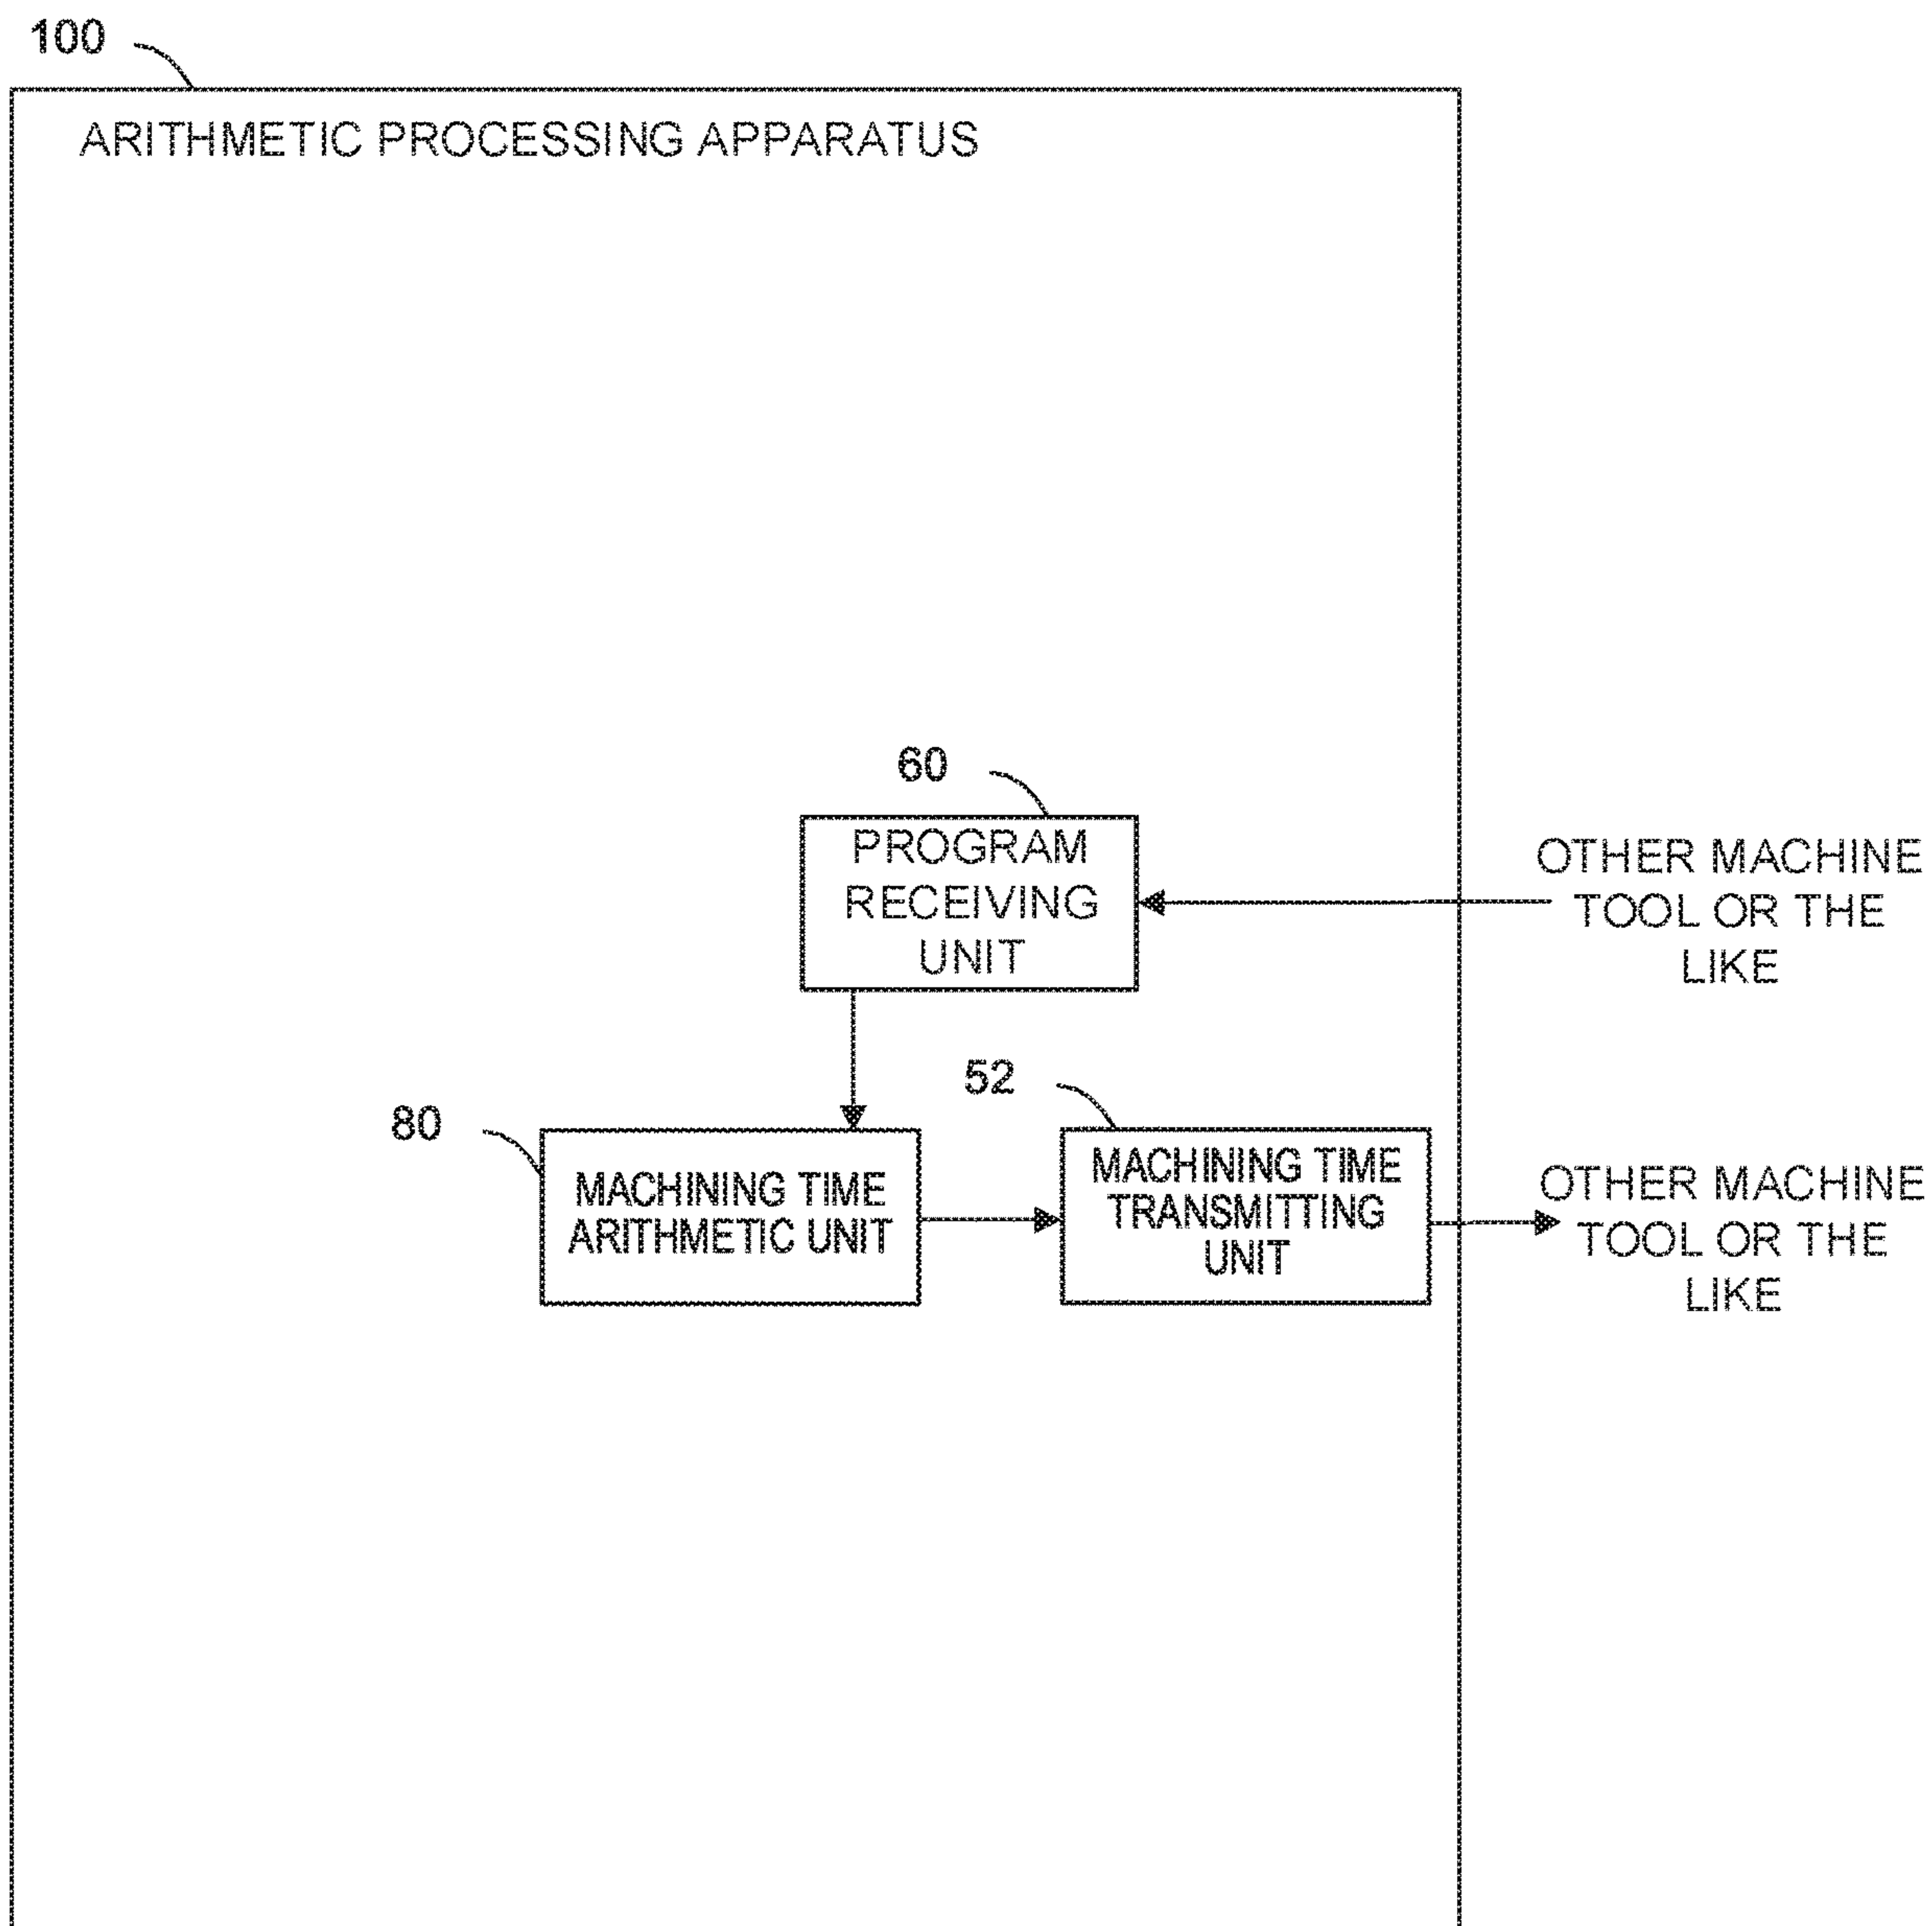 100
ARITHMETIC PROCESSING APPARATUS
60
PROGRAM
RECEIVING
UNIT
OTHER MACHINE
TOOL OR THE
LIKE
52
80
MACHINING TIME
ARITHMETIC UNIT
MACHINING TIME
TRANSMITTING
UNIT
OTHER MACHINE
TOOL OR THE
LIKE